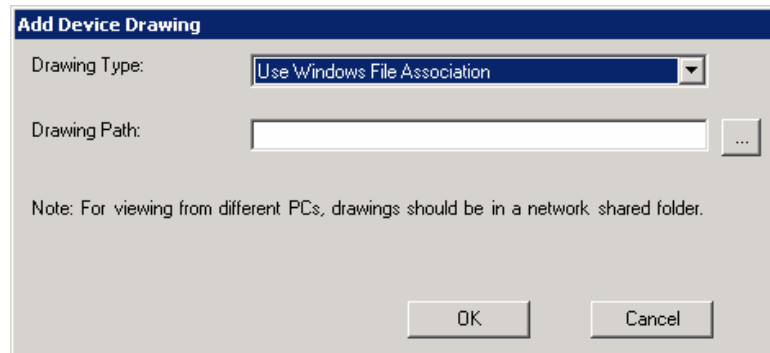 Add Device Drawing
Drawing Type:
Use Windows File Association
Drawing Path:
...
Note: For viewing from different PCs, drawings should be in a network shared folder.
OK
Cancel